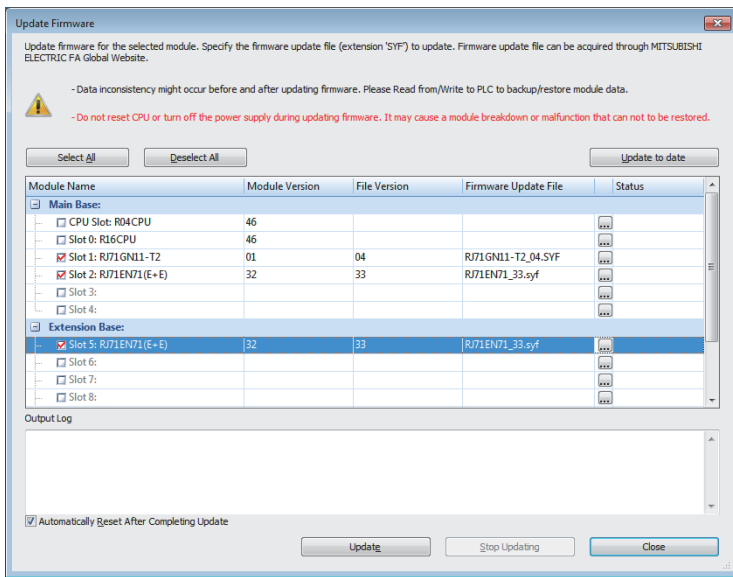 Update Firmware
Update firmware for the selected module. Specify the firmware update file (extension 'SYF') to update. Firmware update file can be acquired through MITSUBISHI
ELECTRIC FA Global Website.
- Data inconsistency might occur before and after updating firmware. Please Read from/Write to PLC to backup/restore module data.
- Do not reset CPU or turn off the power supply during updating firmware. It may cause a module breakdown or malfunction that can not to be restored.
Select All Deselect All Update to date
Module Name Module Version File Version Firmware Update File Status
Main Base:
CPU Slot: R04CPU 46 ...
Slot 0: R16CPU 46 ...
Slot 1: RJ71GN11-T2 01 04 RJ71GN11-T2_04.SYF ...
Slot 2: RJ71EN71(E+E) 32 33 RJ71EN71_33.syf ...
Slot 3: ...
Slot 4: ...
Extension Base:
Slot 5: RJ71EN71(E+E) 32 33 RJ71EN71_33.syf ...
Slot 6: ...
Slot 7: ...
Slot 8: ...
Output Log
Automatically Reset After Completing Update
Update Stop Updating Close